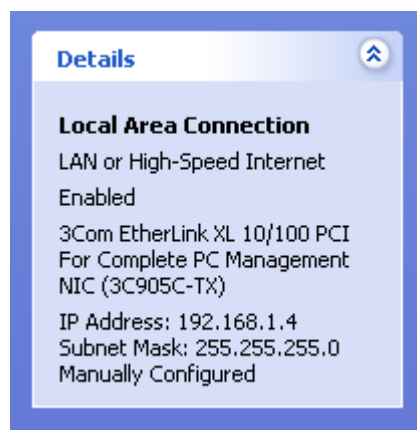 Details
Local Area Connection
LAN or High-Speed Internet
Enabled
3Com EtherLink XL 10/100 PCI
For Complete PC Management
NIC (3C905C-TX)
IP Address: 192.168.1.4
Subnet Mask: 255.255.255.0
Manually Configured